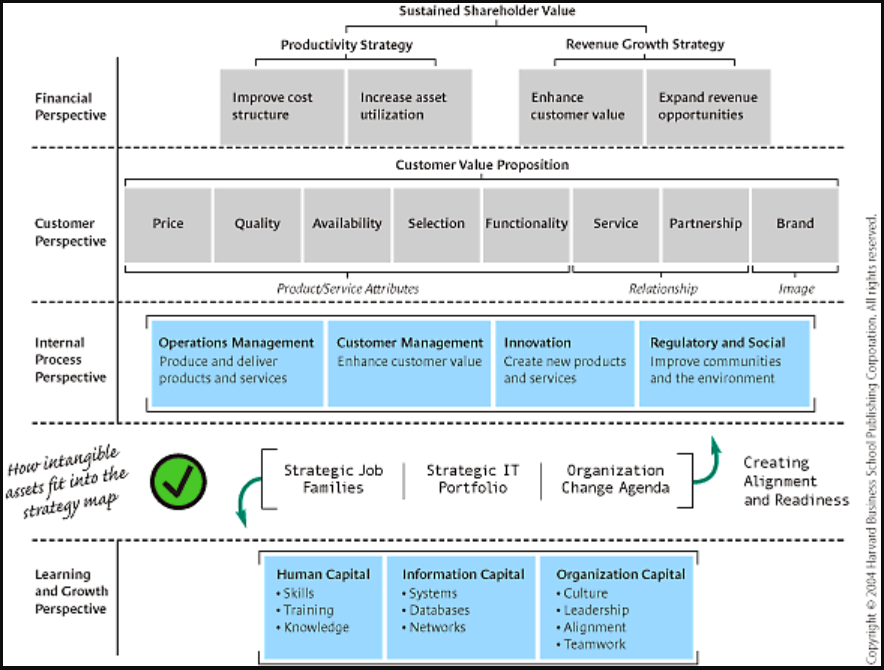 Sustained Shareholder Value
Productivity Strategy
Revenue Growth Strategy
Financial
Perspective
Improve cost
structure
Increase asset
utilization
Enhance
customer value
Expand revenue
opportunities
Customer Value Proposition
Customer
Perspective
Price
Quality
Availability
Selection
Functionality
Service
Partnership
Brand
Product/Service Attributes
Relationship
Image
Internal
Process
Perspective
Operations Management
Produce and deliver
products and services
Customer Management
Enhance customer value
Innovation
Create new products
and services
Regulatory and Social
Improve communities
and the environment
How intangible
assets fit into the
strategy map
Strategic Job
Families
Strategic IT
Portfolio
Organization
Change Agenda
Creating
Alignment
and Readiness
Learning
and Growth
Perspective
Human Capital
• Skills
• Training
• Knowledge
Information Capital
• Systems
• Databases
• Networks
Organization Capital
• Culture
• Leadership
• Alignment
• Teamwork
Copyright © 2004 Harvard Business School Publishing Corporation. All rights reserved.